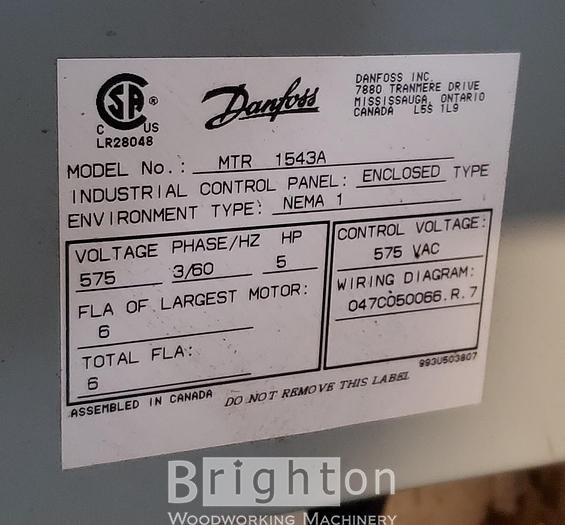 CSA ®
C US
LR28048
Danfoss
DANFOSS INC.
7880 TRANMERE DRIVE
MISSISSAUGA, ONTARIO
CANADA L5S 1L9
MODEL No.: MTR 1543A
INDUSTRIAL CONTROL PANEL: ENCLOSED TYPE
ENVIRONMENT TYPE: NEMA 1
VOLTAGE PHASE/HZ HP
575 3/60 5
FLA OF LARGEST MOTOR:
6
TOTAL FLA:
6
CONTROL VOLTAGE:
575 VAC
WIRING DIAGRAM:
047C050066.R.7
993U503807
ASSEMBLED IN CANADA DO NOT REMOVE THIS LABEL
Brighton
WOODWORKING MACHINERY